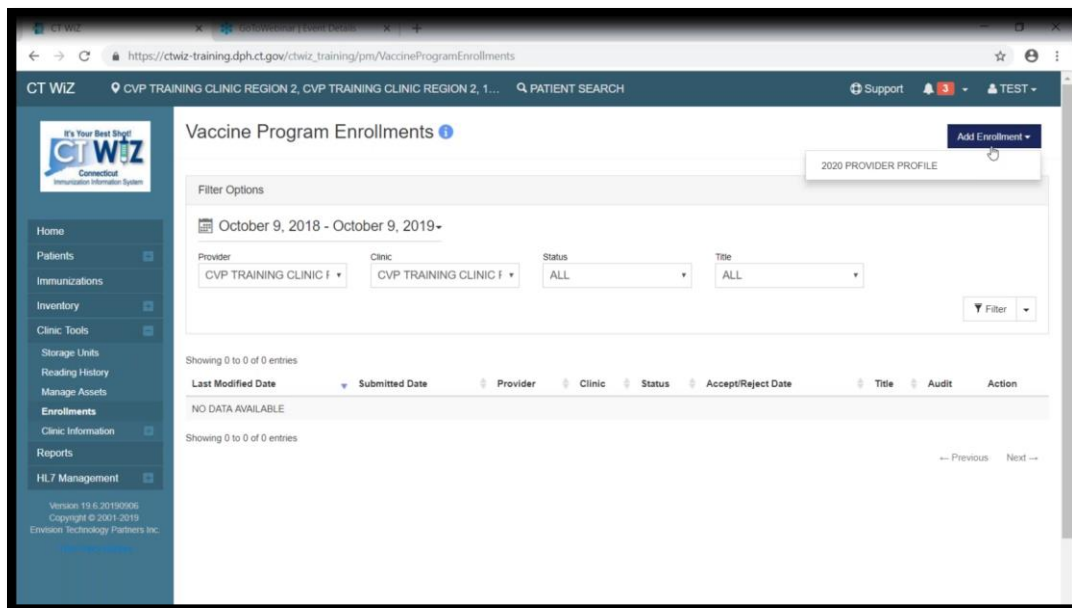 CT WiZ
GoToWebinar | Event Details
https://ctwiz-training.dph.ct.gov/ctwiz_training/pm/VaccineProgramEnrollments
CT WiZ CVP TRAINING CLINIC REGION 2, CVP TRAINING CLINIC REGION 2, 1... PATIENT SEARCH Support 3 TEST
It's Your Best Shot!
CT WiZ
Connecticut
Immunization Information System
Vaccine Program Enrollments
Add Enrollment
2020 PROVIDER PROFILE
Filter Options
October 9, 2018 - October 9, 2019
Provider Clinic Status Title
CVP TRAINING CLINIC F CVP TRAINING CLINIC F ALL ALL
Filter
Home
Patients
Immunizations
Inventory
Clinic Tools
Storage Units
Reading History
Manage Assets
Enrollments
Clinic Information
Reports
HL7 Management
Version 19.6.20190906
Copyright © 2001-2019
Envision Technology Partners Inc.
Showing 0 to 0 of 0 entries
Last Modified Date Submitted Date Provider Clinic Status Accept/Reject Date Title Audit Action
NO DATA AVAILABLE
Showing 0 to 0 of 0 entries
← Previous Next →